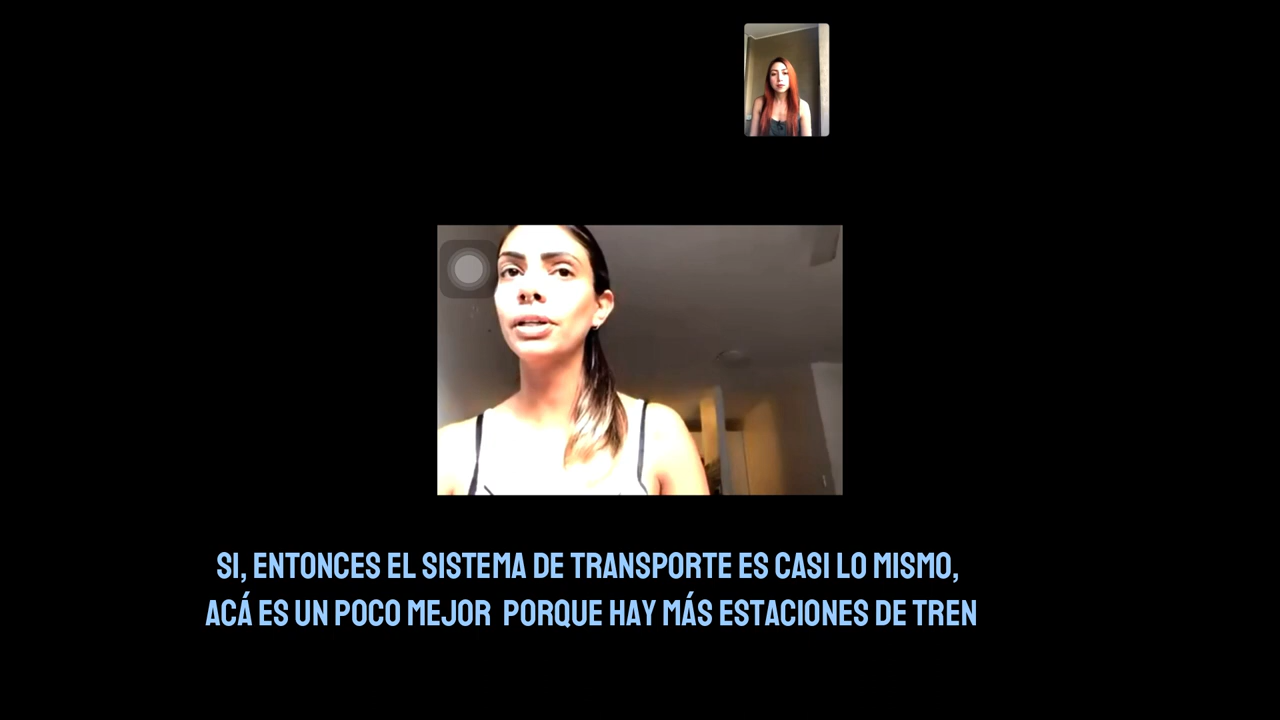 SI, ENTONCES EL SISTEMA DE TRANSPORTE ES CASI LO MISMO,
ACÁ ES UN POCO MEJOR PORQUE HAY MÁS ESTACIONES DE TREN